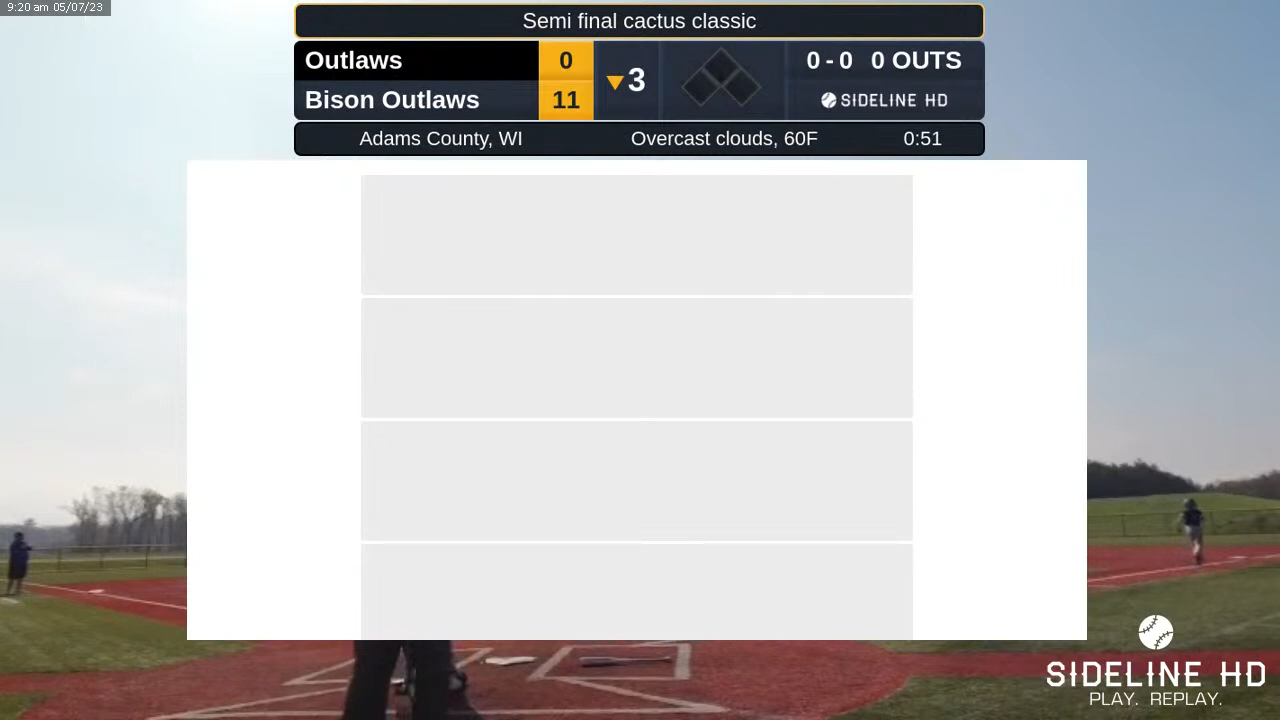 9:20 am 05/07/23
Semi final cactus classic
Outlaws 0
Bison Outlaws 11
▼3
0 - 0 0 OUTS
SIDELINE HD
Adams County, WI Overcast clouds, 60F 0:51
SIDELINE HD
PLAY. REPLAY.